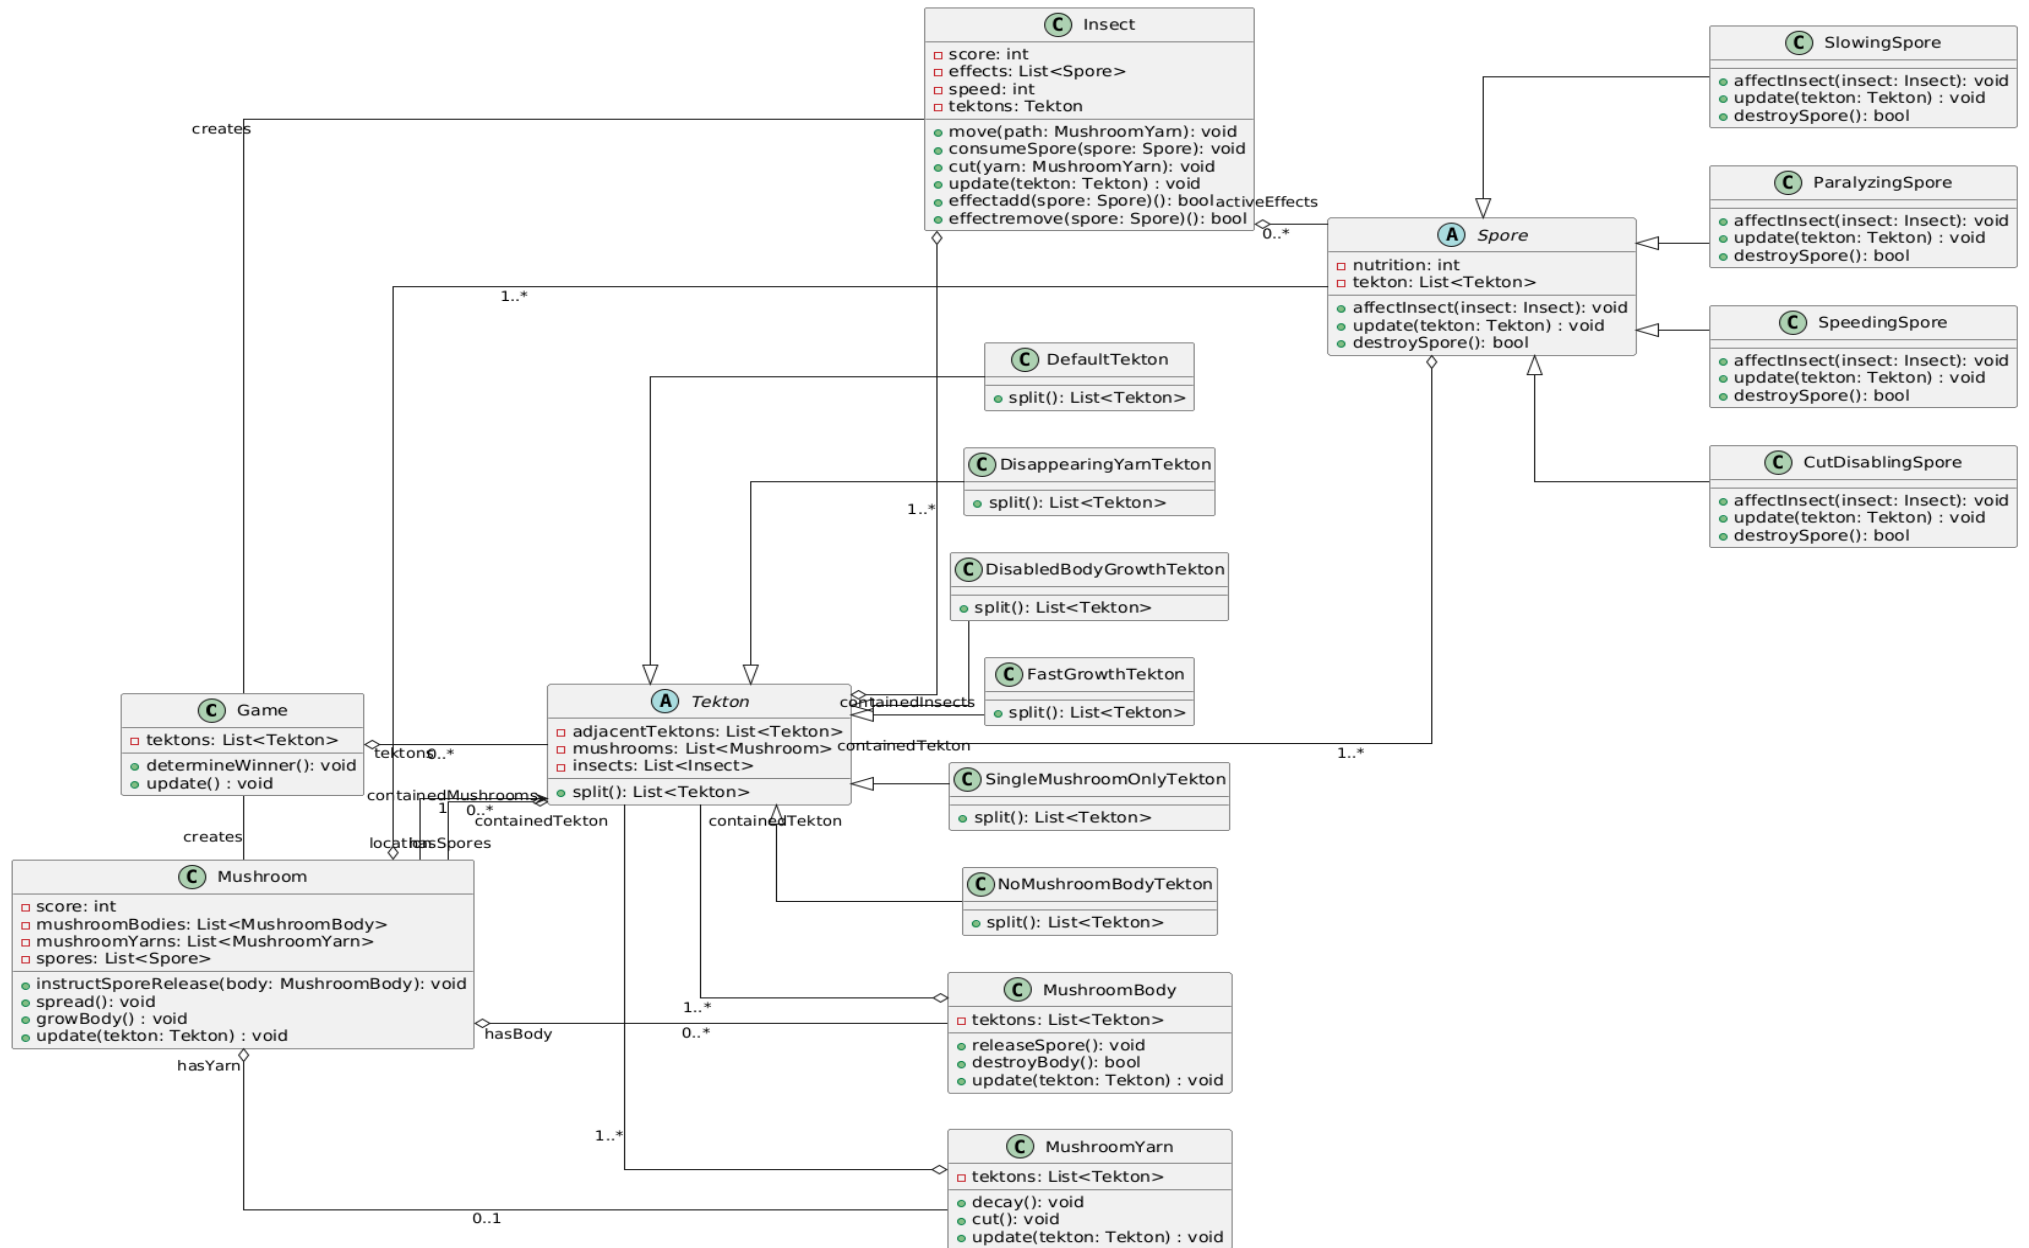 Insect
score: int
effects: List<Spore>
speed: int
tektons: Tekton
move(path: MushroomYarn): void
consumeSpore(spore: Spore): void
cut(yarn: MushroomYarn): void
update(tekton: Tekton) : void
effectadd(spore: Spore)(): bool
effectremove(spore: Spore)(): bool
activeEffects
0..*
creates
1..*
Spore
nutrition: int
tekton: List<Tekton>
affectInsect(insect: Insect): void
update(tekton: Tekton) : void
destroySpore(): bool
SlowingSpore
affectInsect(insect: Insect): void
update(tekton: Tekton) : void
destroySpore(): bool
ParalyzingSpore
affectInsect(insect: Insect): void
update(tekton: Tekton) : void
destroySpore(): bool
SpeedingSpore
affectInsect(insect: Insect): void
update(tekton: Tekton) : void
destroySpore(): bool
CutDisablingSpore
affectInsect(insect: Insect): void
update(tekton: Tekton) : void
destroySpore(): bool
DefaultTekton
split(): List<Tekton>
DisappearingYarnTekton
split(): List<Tekton>
1..*
DisabledBodyGrowthTekton
split(): List<Tekton>
FastGrowthTekton
split(): List<Tekton>
containedInsects
containedTekton
1..*
Game
tektons: List<Tekton>
determineWinner(): void
update() : void
tektons
0..*
Tekton
adjacentTektons: List<Tekton>
mushrooms: List<Mushroom>
insects: List<Insect>
split(): List<Tekton>
containedMushrooms
1
0..*
containedTekton
containedTekton
SingleMushroomOnlyTekton
split(): List<Tekton>
NoMushroomBodyTekton
split(): List<Tekton>
creates
location
hasSpores
Mushroom
score: int
mushroomBodies: List<MushroomBody>
mushroomYarns: List<MushroomYarn>
spores: List<Spore>
instructSporeRelease(body: MushroomBody): void
spread(): void
growBody() : void
update(tekton: Tekton) : void
hasBody
hasYarn
1..*
0..*
MushroomBody
tektons: List<Tekton>
releaseSpore(): void
destroyBody(): bool
update(tekton: Tekton) : void
1..*
0..1
MushroomYarn
tektons: List<Tekton>
decay(): void
cut(): void
update(tekton: Tekton) : void